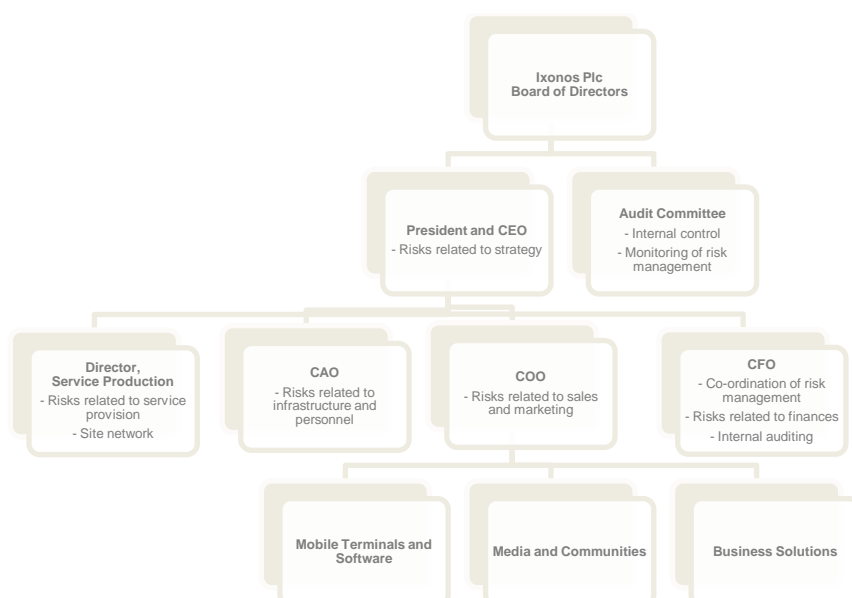 Ixonos Plc
Board of Directors
President and CEO
- Risks related to strategy
Audit Committee
- Internal control
- Monitoring of risk
management
Director,
Service Production
- Risks related to service
provision
- Site network
CAO
- Risks related to
infrastructure and
personnel
COO
- Risks related to sales
and marketing
CFO
- Co-ordination of risk
management
- Risks related to finances
- Internal auditing
Mobile Terminals and
Software
Media and Communities
Business Solutions